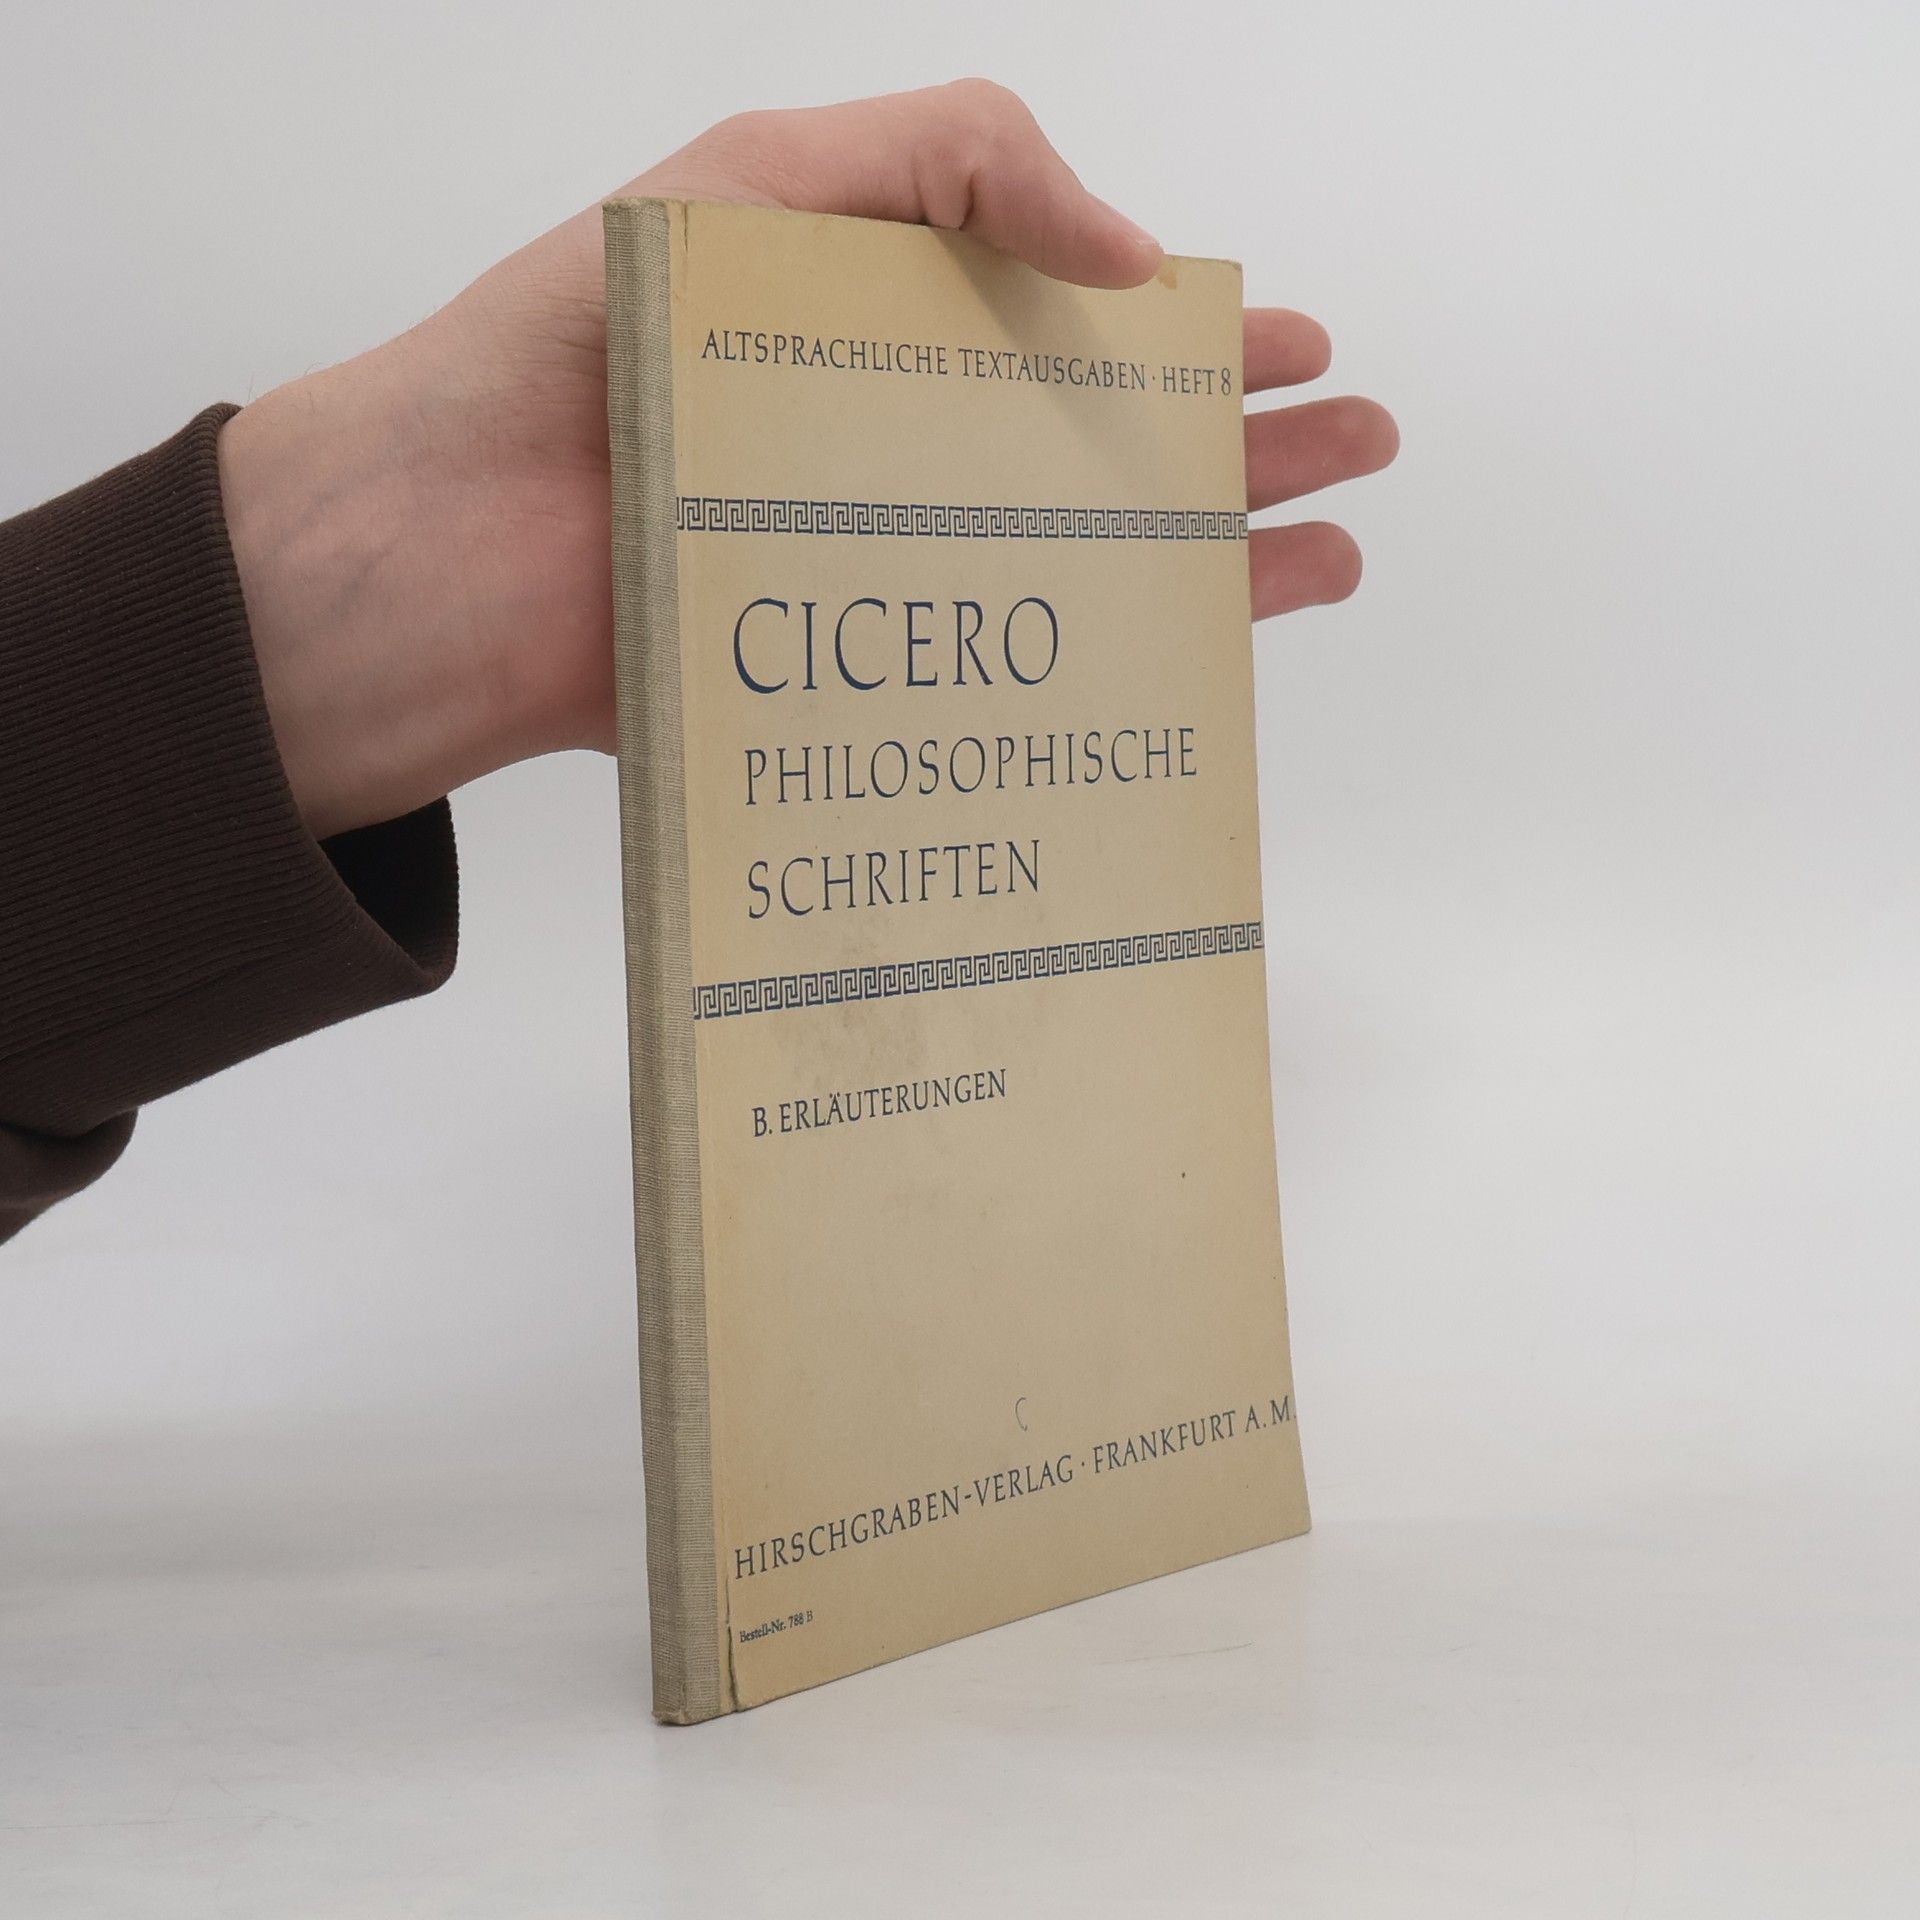 ALTSPRACHLICHE TEXTAUSGABEN · HEFT 8
CICERO
PHILOSOPHISCHE
SCHRIFTEN
B. ERLÄUTERUNGEN
HIRSCHGRABEN-VERLAG · FRANKFURT A. M.
Bestell-Nr. 788 B